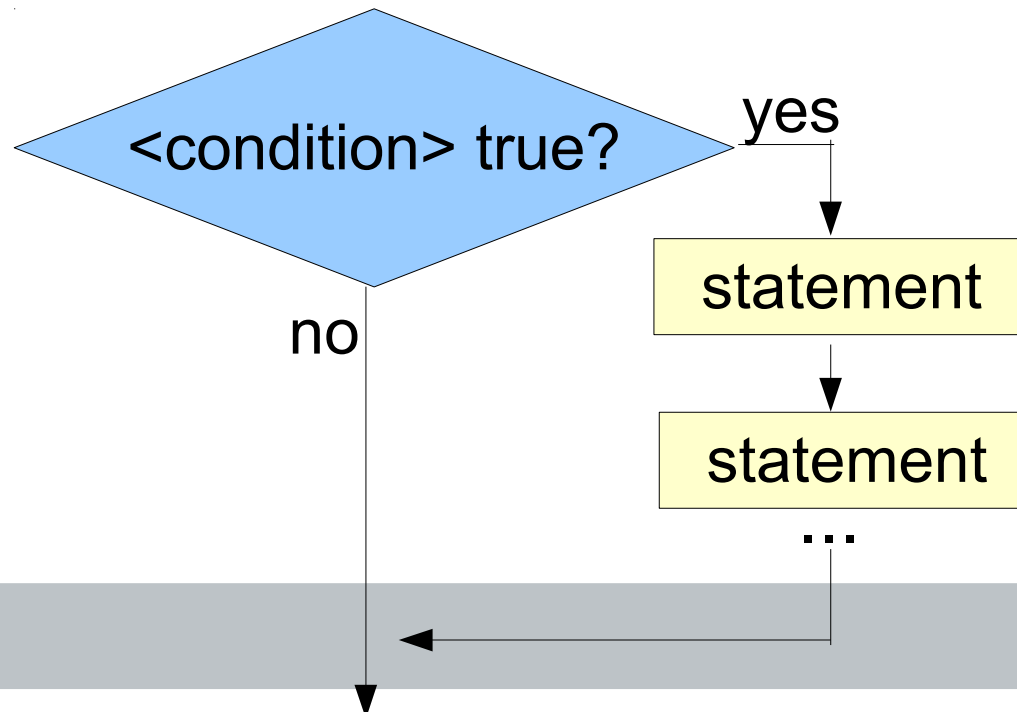 <condition> true?
yes
statement
no
statement
...